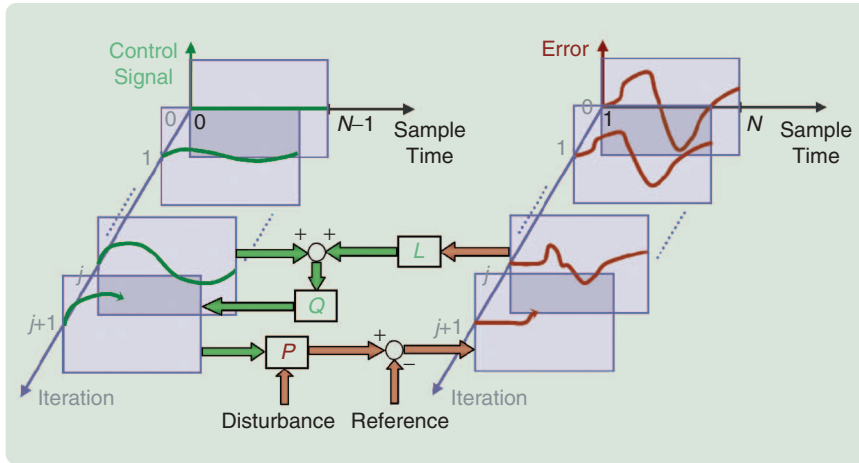 Control
Signal
0
0
N–1
Sample
Time
1
j
j+1
Iteration
+
+
L
Q
P
+
−
Disturbance
Reference
Error
0
1
N
Sample
Time
1
j
j+1
Iteration